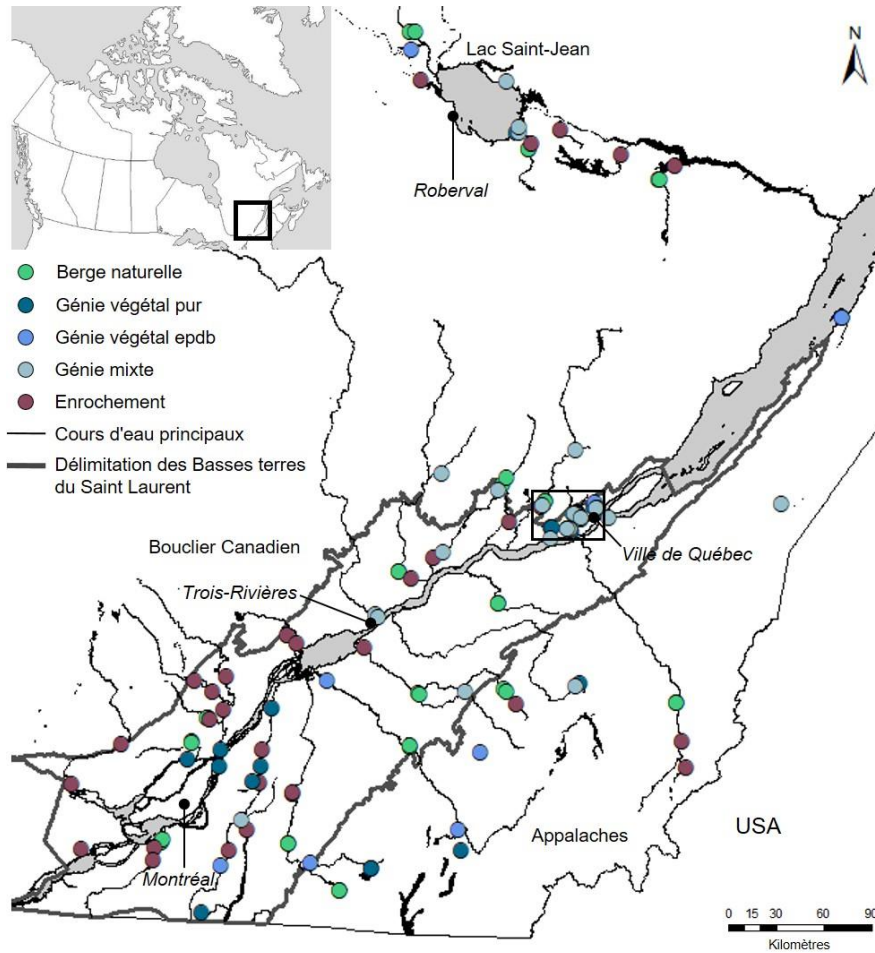 Lac Saint-Jean
N
Roberval
Berge naturelle
Génie végétal pur
Génie végétal epdb
Génie mixte
Enrochement
Cours d'eau principaux
Délimitation des Basses terres
du Saint Laurent
Bouclier Canadien
Ville de Québec
Trois-Rivières
Appalaches
USA
Montréal
0 15 30 60 90
Kilomètres